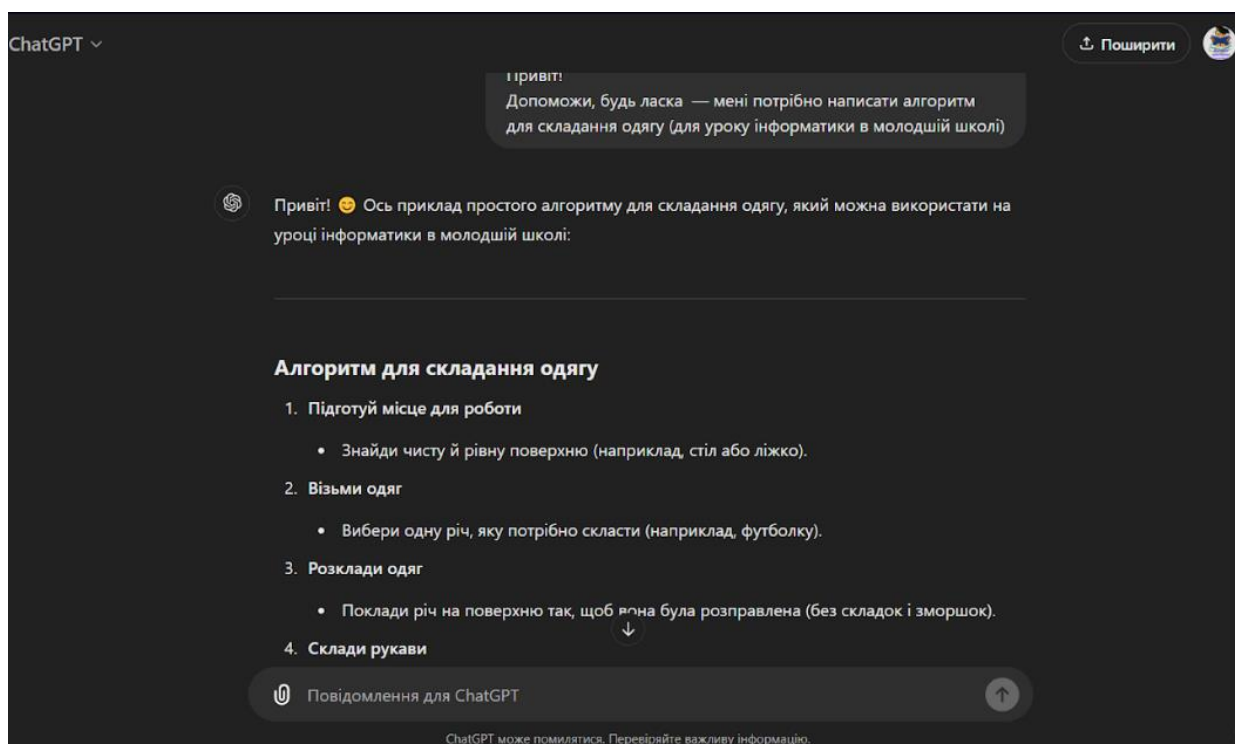 ChatGPT
Поширити
Привіт!
Допоможи, будь ласка — мені потрібно написати алгоритм
для складання одягу (для уроку інформатики в молодшій школі)
Привіт! 😊 Ось приклад простого алгоритму для складання одягу, який можна використати на
уроці інформатики в молодшій школі:
Алгоритм для складання одягу
1. Підготуй місце для роботи
• Знайди чисту й рівну поверхню (наприклад, стіл або ліжко).
2. Візьми одяг
• Вибери одну річ, яку потрібно скласти (наприклад, футболку).
3. Розклади одяг
• Поклади річ на поверхню так, щоб вона була розправлена (без складок і зморшок).
4. Склади рукави
Повідомлення для ChatGPT
ChatGPT може помилятися. Перевіряйте важливу інформацію.